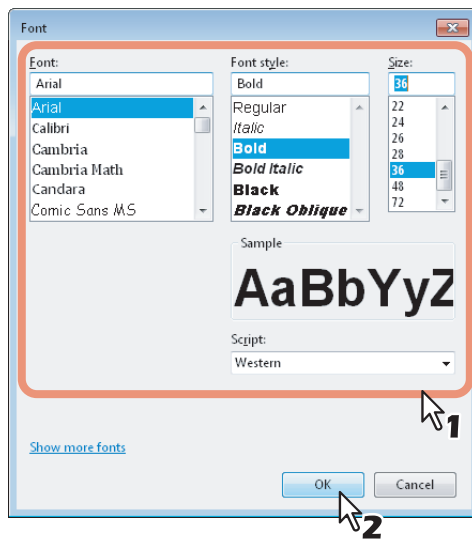 Font
Font: Font style: Size:
Arial Bold 36
Arial Regular 22
Calibri Italic 24
Cambria Bold 26
Cambria Math Bold Italic 28
Candara Black 36
Comic Sans MS Black Oblique 48
72
Sample
AaBbYyZ
Script:
Western
1
Show more fonts
OK Cancel
2